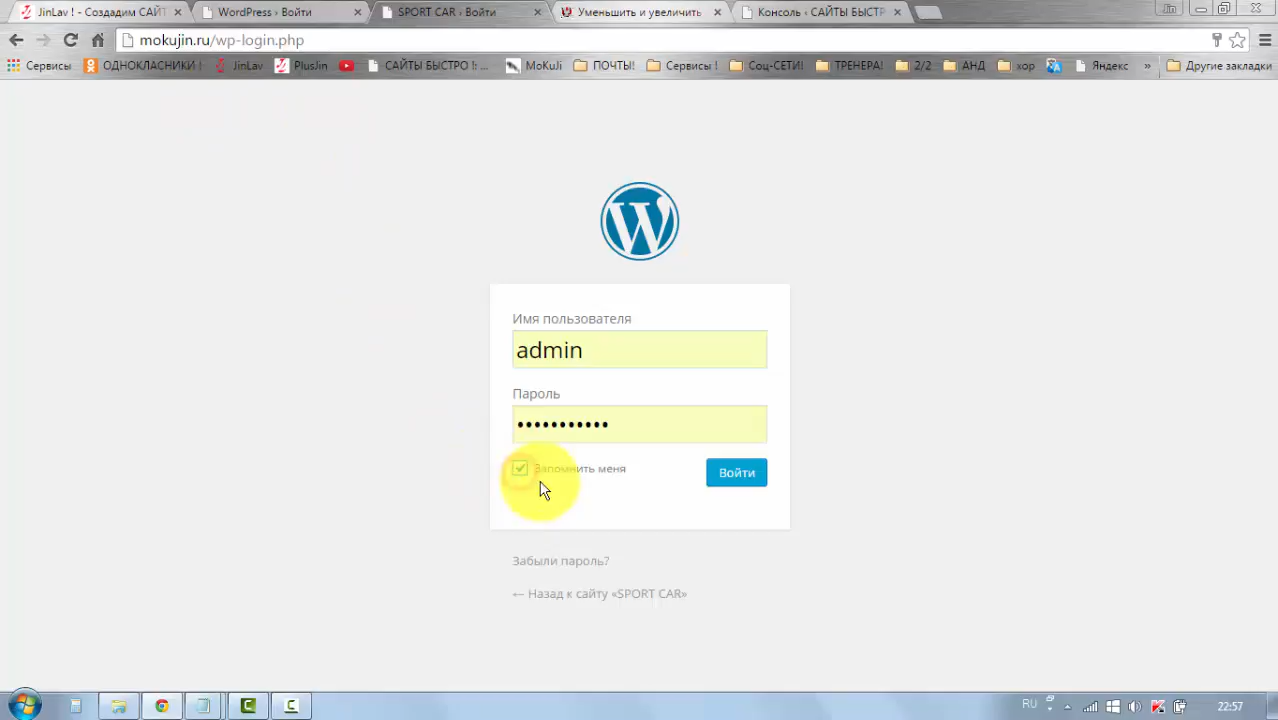 JinLav ! - Создадим САЙТ
WordPress › Войти
SPORT CAR › Войти
Уменьшить и увеличить
Консоль ‹ САЙТЫ БЫСТР
Jin
mokujin.ru/wp-login.php
Сервисы
ОДНОКЛАСНИКИ !
JinLav
PlusJin
САЙТЫ БЫСТРО !: ...
MoKuJi
ПОЧТЫ!
Сервисы !
Соц-СЕТИ!
ТРЕНЕРА!
2/2
АНД
хор
Яндекс
»
Другие закладки
Имя пользователя
admin
Пароль
•••••••••••
Запомнить меня
Войти
Забыли пароль?
← Назад к сайту «SPORT CAR»
RU
22:57